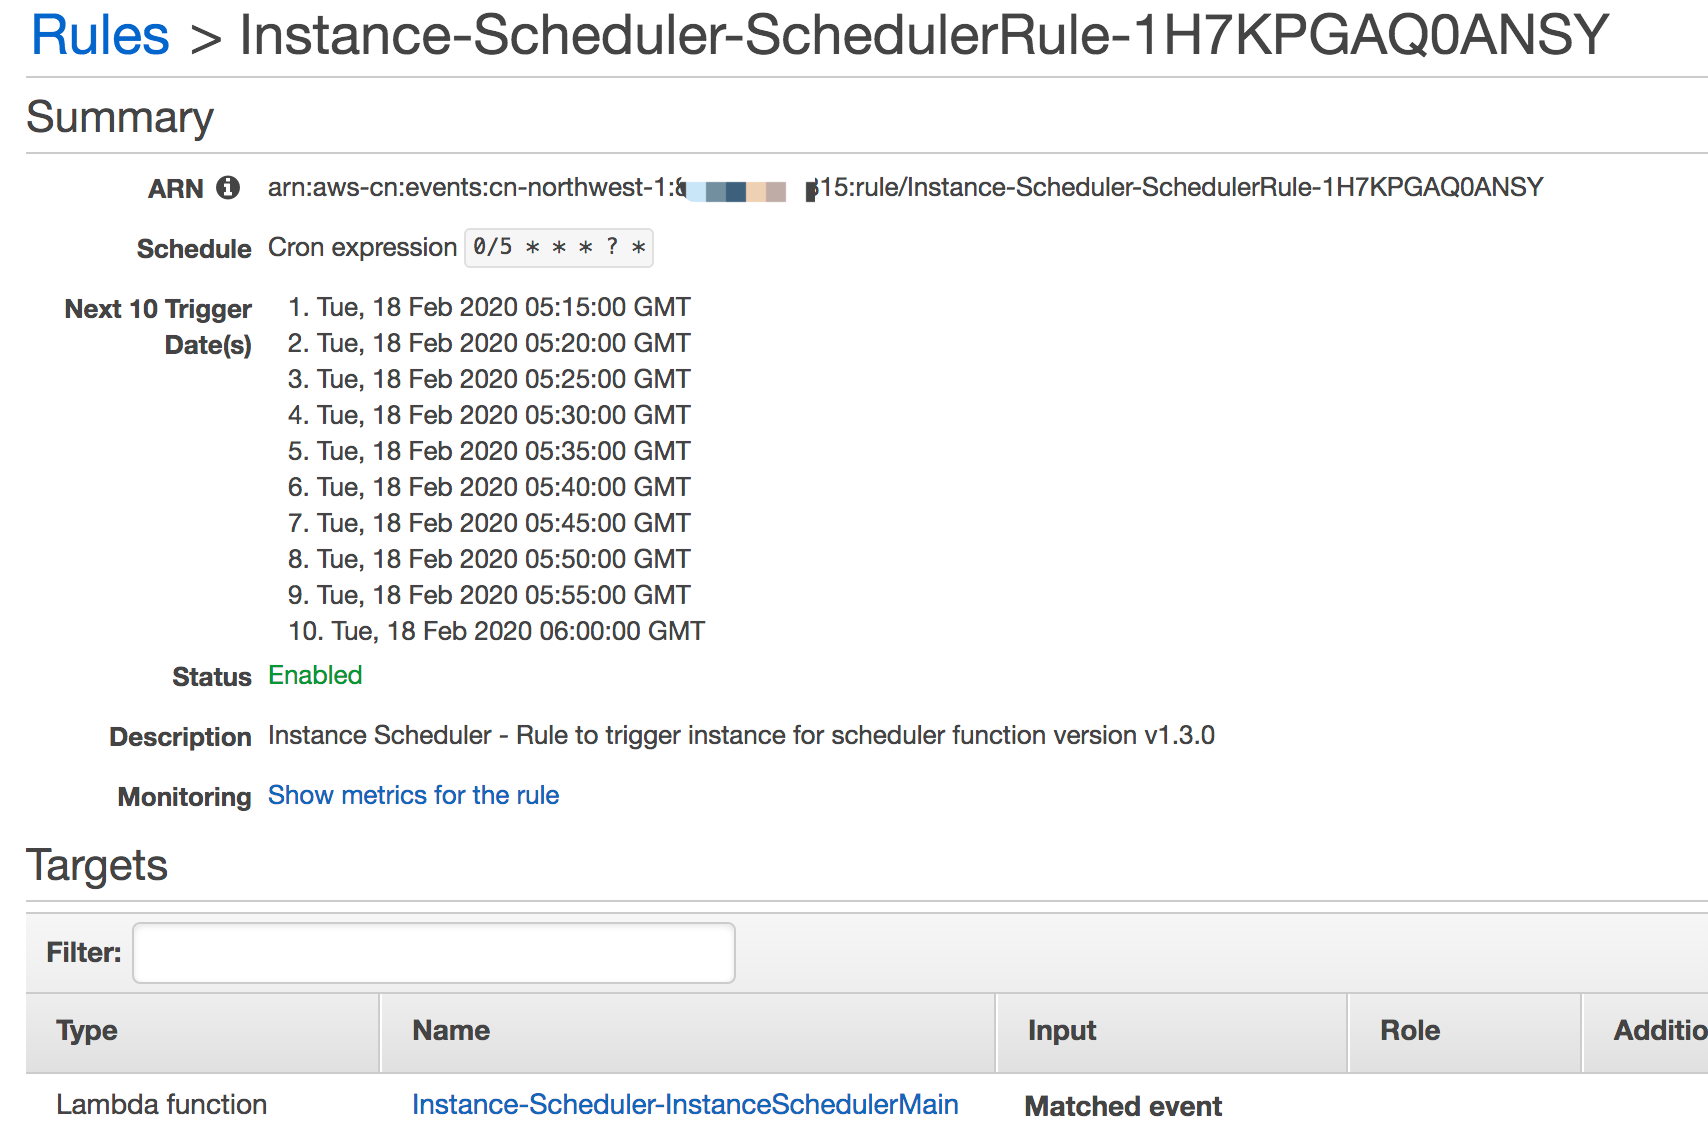 Rules > Instance-Scheduler-SchedulerRule-1H7KPGAQ0ANSY
Summary
ARN arn:aws-cn:events:cn-northwest-1: 15:rule/Instance-Scheduler-SchedulerRule-1H7KPGAQ0ANSY
Schedule Cron expression 0/5 * * * ? *
Next 10 Trigger Date(s)
1. Tue, 18 Feb 2020 05:15:00 GMT
2. Tue, 18 Feb 2020 05:20:00 GMT
3. Tue, 18 Feb 2020 05:25:00 GMT
4. Tue, 18 Feb 2020 05:30:00 GMT
5. Tue, 18 Feb 2020 05:35:00 GMT
6. Tue, 18 Feb 2020 05:40:00 GMT
7. Tue, 18 Feb 2020 05:45:00 GMT
8. Tue, 18 Feb 2020 05:50:00 GMT
9. Tue, 18 Feb 2020 05:55:00 GMT
10. Tue, 18 Feb 2020 06:00:00 GMT
Status Enabled
Description Instance Scheduler - Rule to trigger instance for scheduler function version v1.3.0
Monitoring Show metrics for the rule
Targets
Filter:
Type Name Input Role Additio
Lambda function Instance-Scheduler-InstanceSchedulerMain Matched event